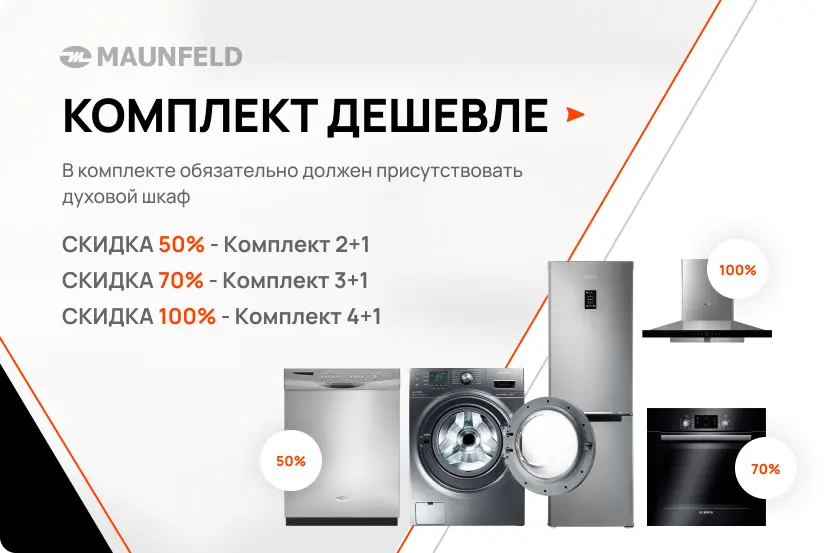 MAUNFELD
КОМПЛЕКТ ДЕШЕВЛЕ
В комплекте обязательно должен присутствовать
духовой шкаф
СКИДКА 50% - Комплект 2+1
СКИДКА 70% - Комплект 3+1
СКИДКА 100% - Комплект 4+1
100%
50%
70%